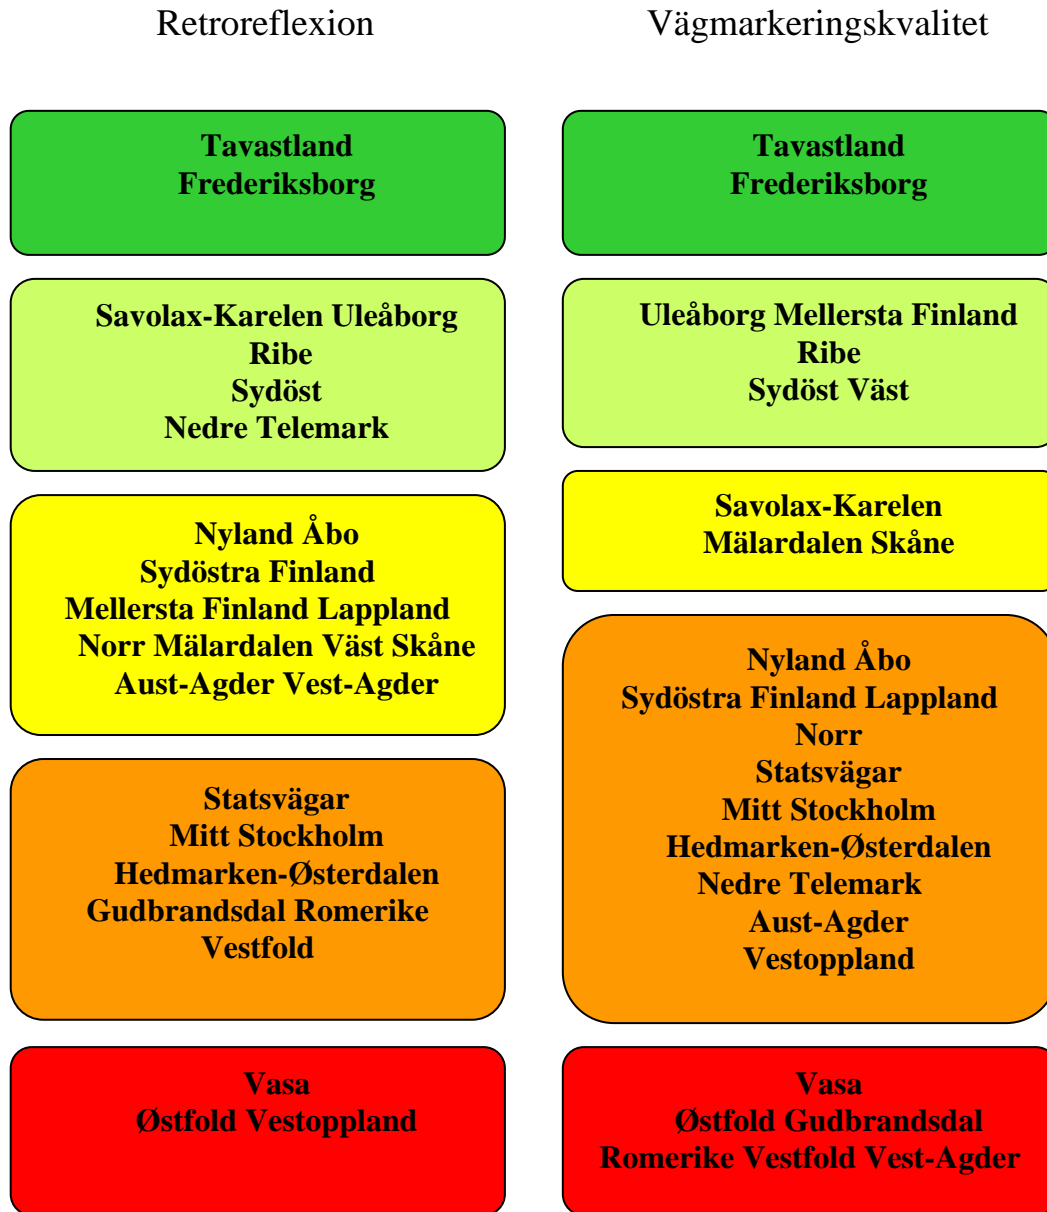 Retroreflexion
Tavastland
Frederiksborg
Savolax-Karelen Uleåborg
Ribe
Sydöst
Nedre Telemark
Nyland Åbo
Sydöstra Finland
Mellersta Finland Lappland
Norr Mälardalen Väst Skåne
Aust-Agder Vest-Agder
Statsvägar
Mitt Stockholm
Hedmarken-Østerdalen
Gudbrandsdal Romerike
Vestfold
Vasa
Østfold Vestoppland
Vägmarkeringskvalitet
Tavastland
Frederiksborg
Uleåborg Mellersta Finland
Ribe
Sydöst Väst
Savolax-Karelen
Mälardalen Skåne
Nyland Åbo
Sydöstra Finland Lappland
Norr
Statsvägar
Mitt Stockholm
Hedmarken-Østerdalen
Nedre Telemark
Aust-Agder
Vestoppland
Vasa
Østfold Gudbrandsdal
Romerike Vestfold Vest-Agder